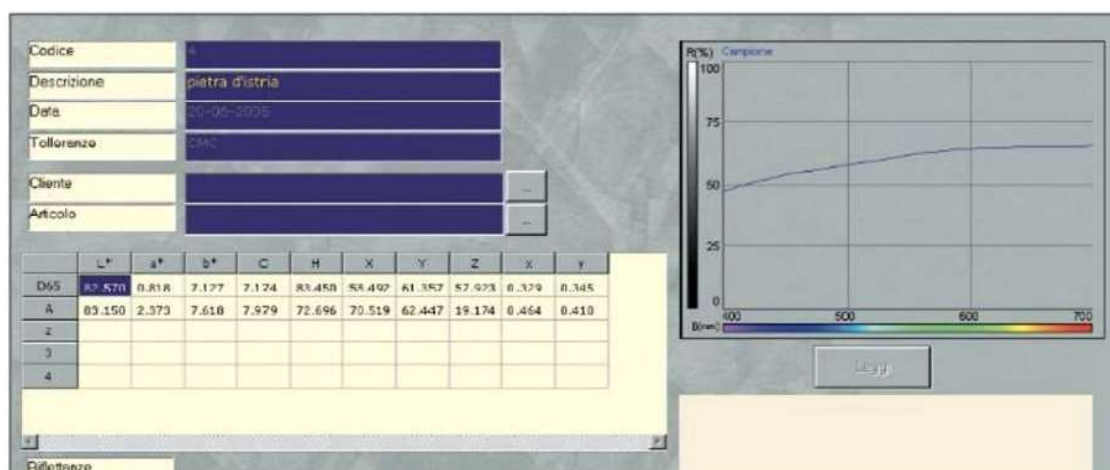 Codice 4
Descrizione pietra d'istria
Data 20-06-2005
Tolleranze CMC
Cliente ...
Articolo ...
L* a* b* C H X Y Z x y
D65 82.570 0.818 7.127 7.174 83.450 58.492 61.357 57.923 0.329 0.345
A 83.150 2.373 7.618 7.979 72.696 70.519 62.447 19.174 0.464 0.410
2
3
4
Riflettenze
R(%) Campione
100
75
50
25
0
400 500 600 700
B(nm)
Leggi